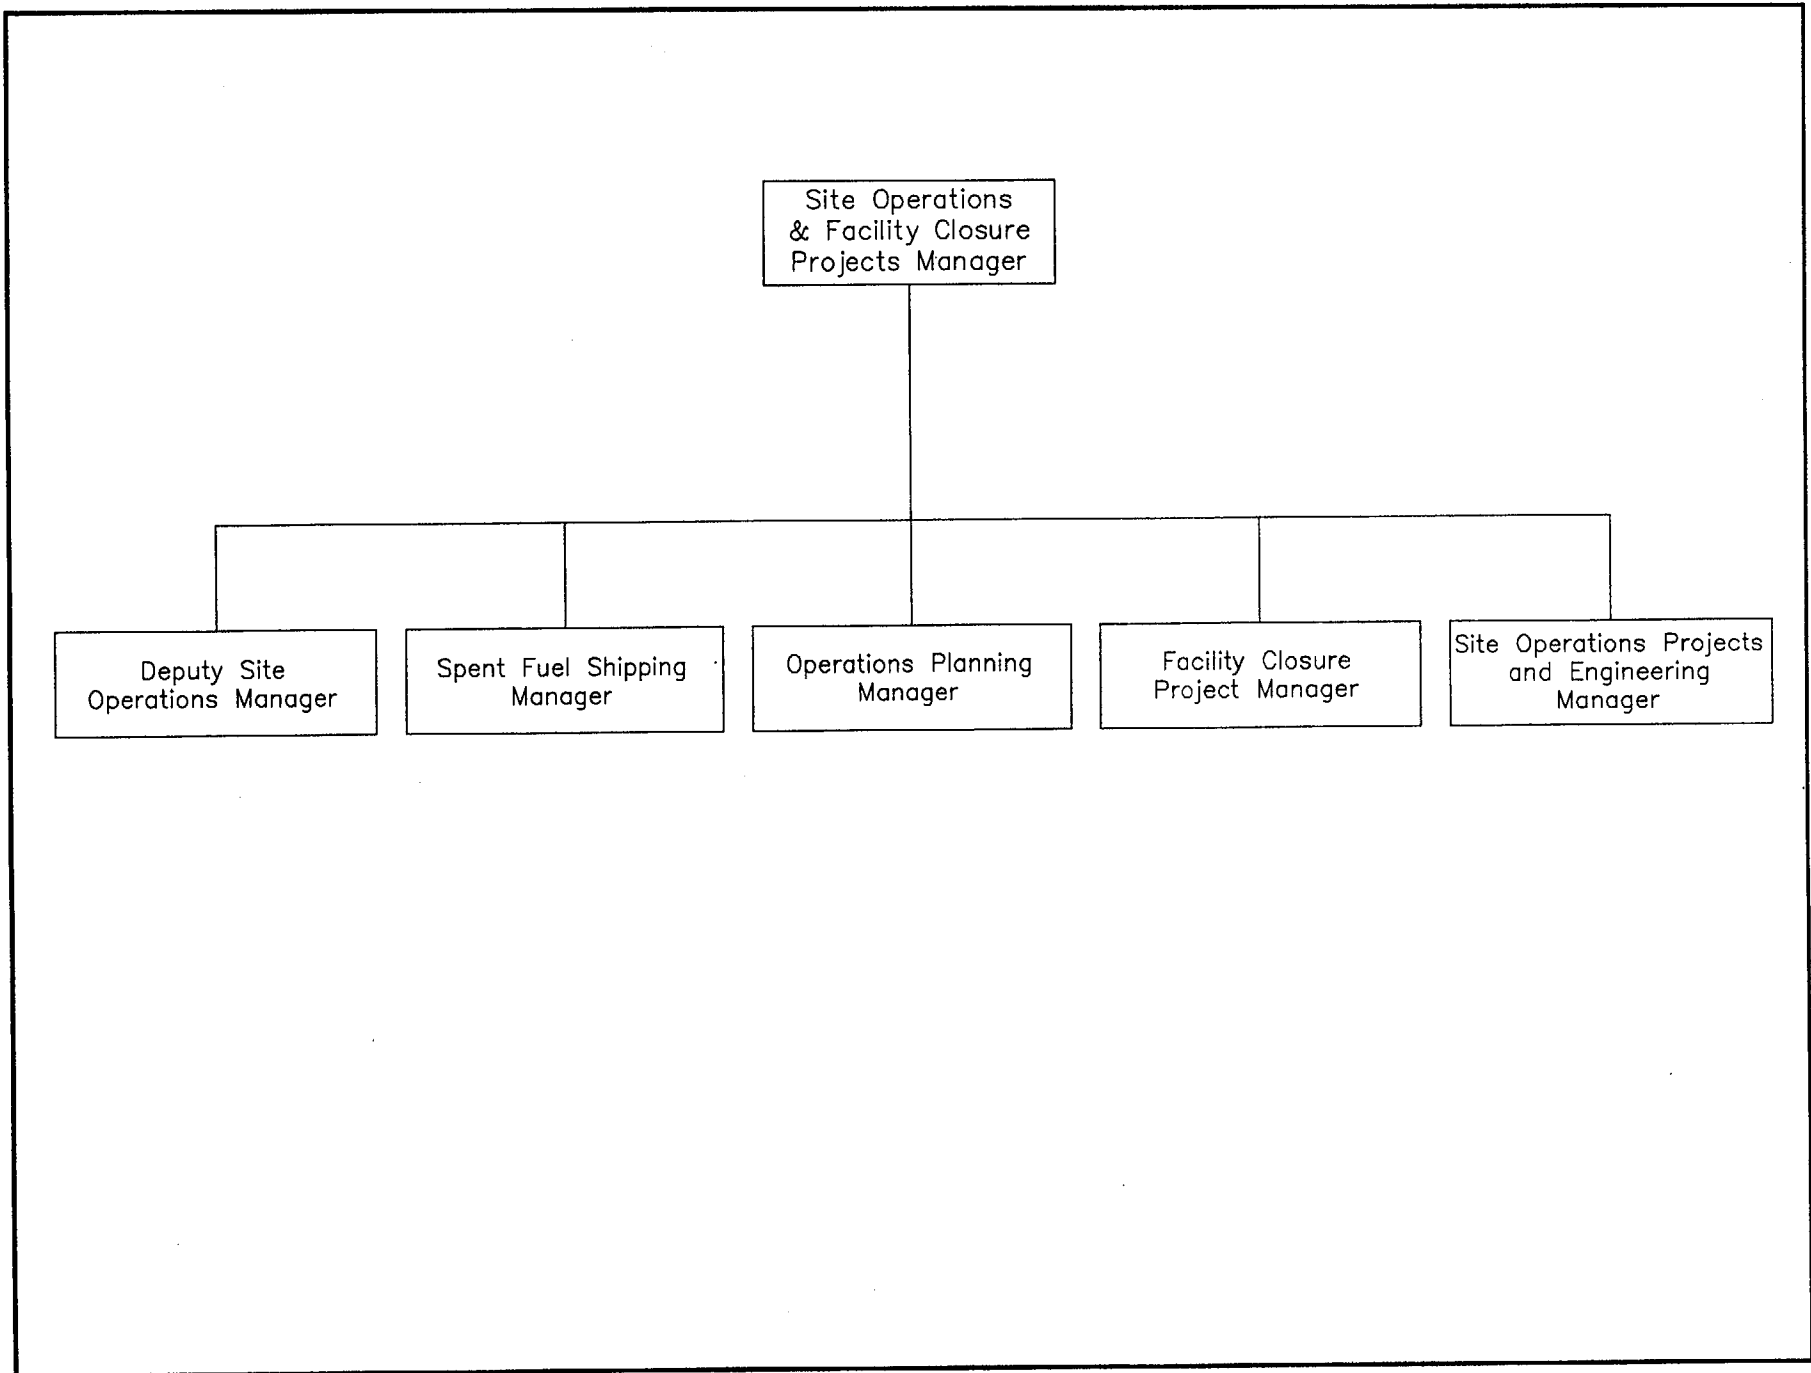 Site Operations
& Facility Closure
Projects Manager
Deputy Site
Operations Manager
Spent Fuel Shipping
Manager
Operations Planning
Manager
Facility Closure
Project Manager
Site Operations Projects
and Engineering
Manager